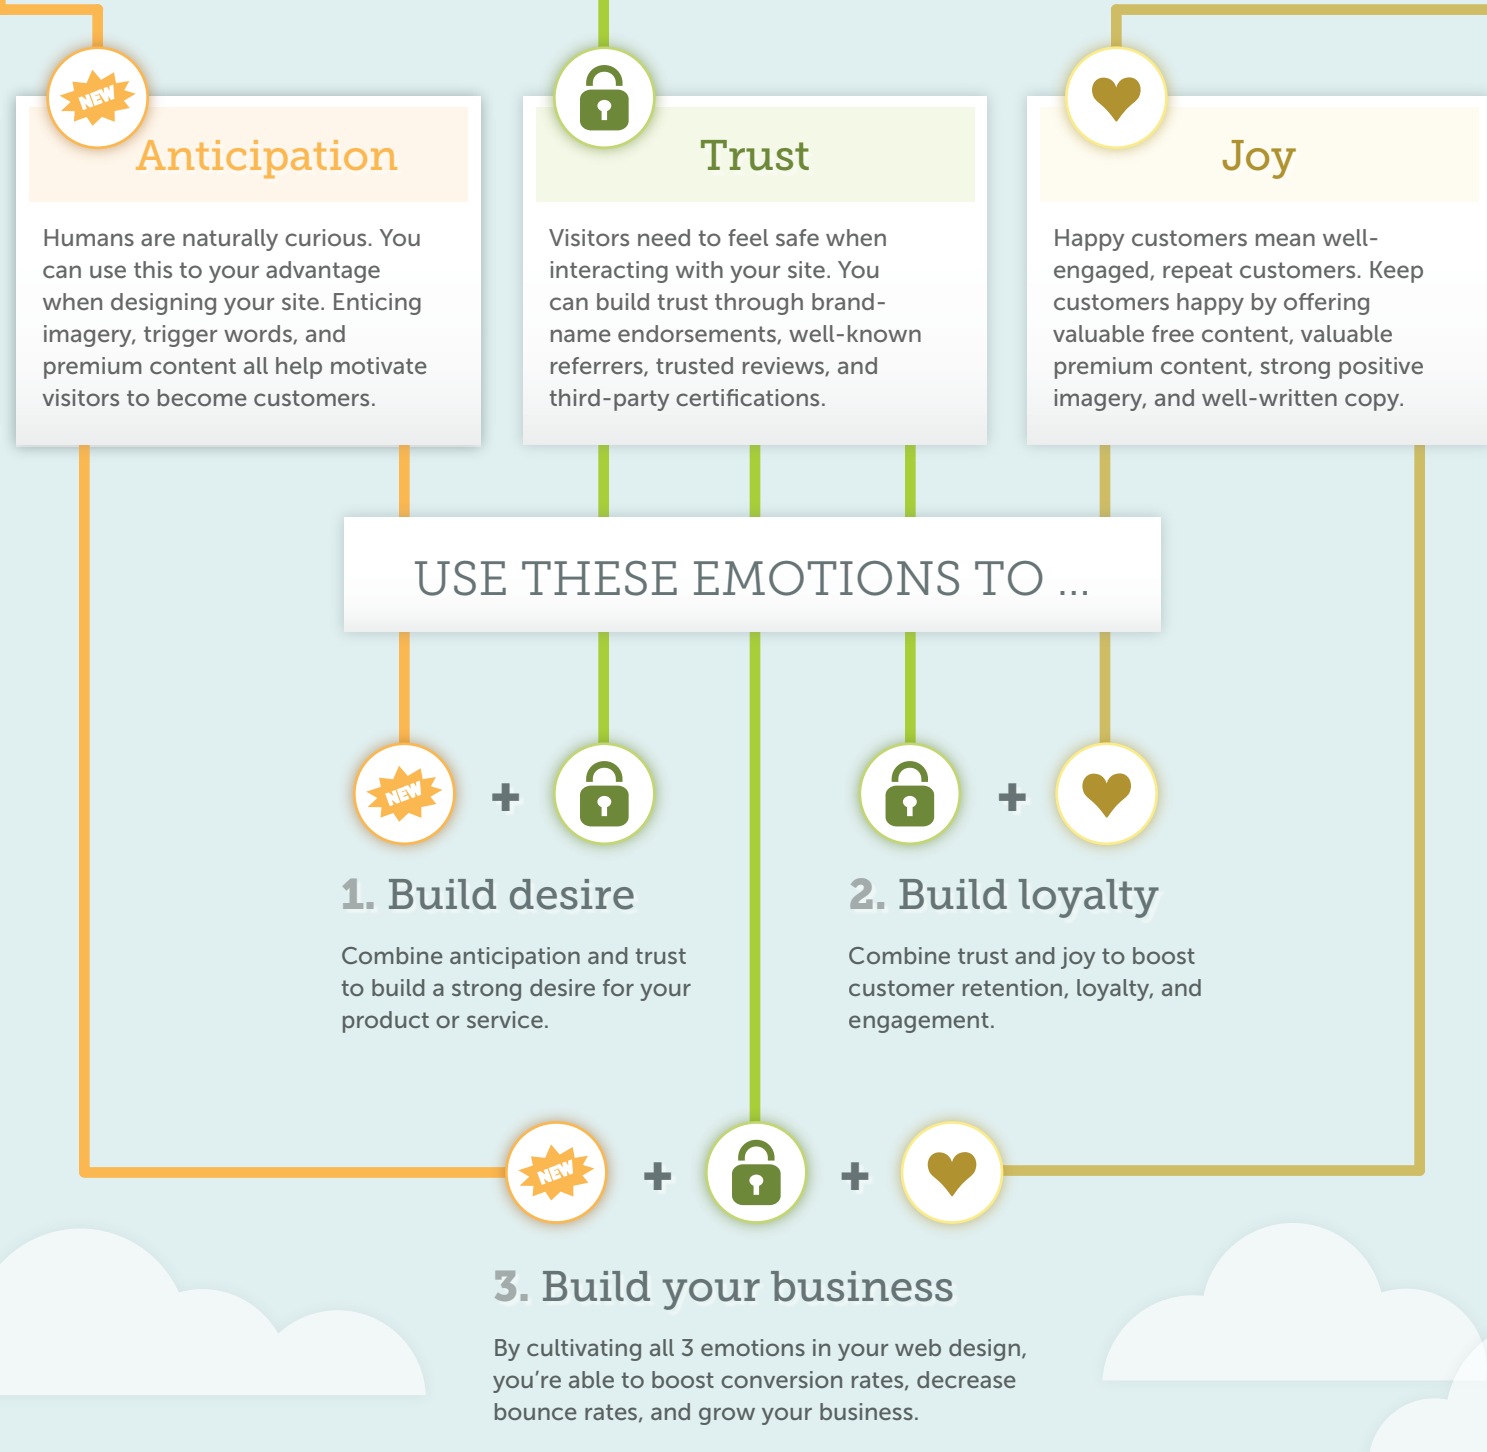 NEW
Anticipation
Humans are naturally curious. You
can use this to your advantage
when designing your site. Enticing
imagery, trigger words, and
premium content all help motivate
visitors to become customers.
Trust
Visitors need to feel safe when
interacting with your site. You
can build trust through brand-
name endorsements, well-known
referrers, trusted reviews, and
third-party certifications.
Joy
Happy customers mean well-
engaged, repeat customers. Keep
customers happy by offering
valuable free content, valuable
premium content, strong positive
imagery, and well-written copy.
USE THESE EMOTIONS TO ...
NEW + +
1. Build desire
Combine anticipation and trust
to build a strong desire for your
product or service.
2. Build loyalty
Combine trust and joy to boost
customer retention, loyalty, and
engagement.
NEW + +
3. Build your business
By cultivating all 3 emotions in your web design,
you're able to boost conversion rates, decrease
bounce rates, and grow your business.